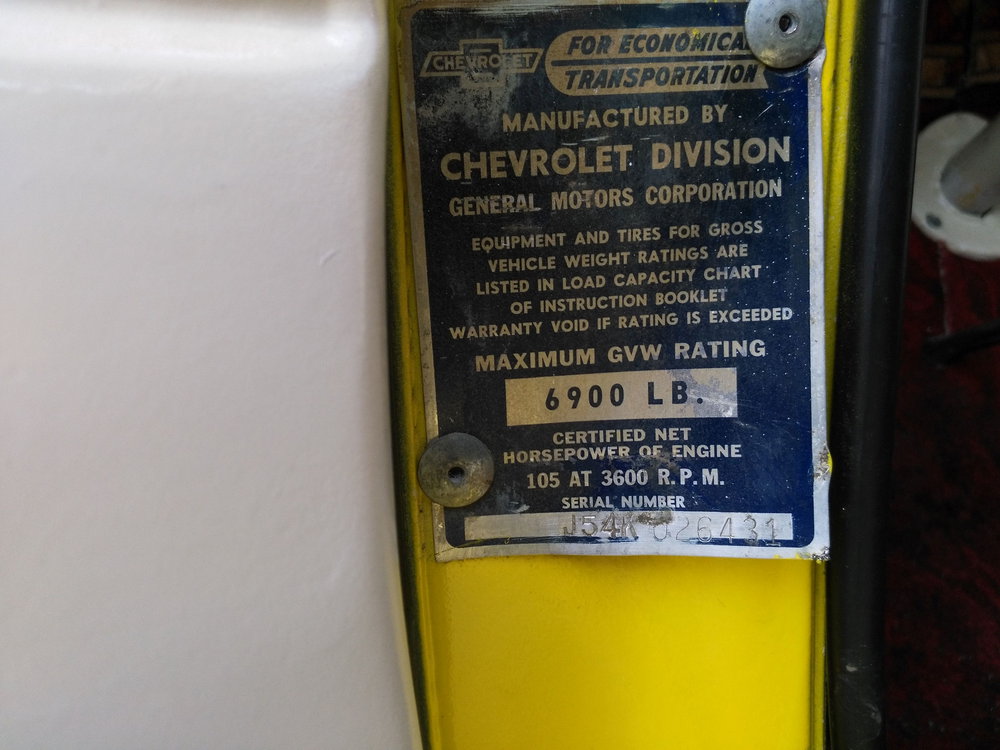 CHEVROLET
FOR ECONOMICAL
TRANSPORTATION
MANUFACTURED BY
CHEVROLET DIVISION
GENERAL MOTORS CORPORATION
EQUIPMENT AND TIRES FOR GROSS
VEHICLE WEIGHT RATINGS ARE
LISTED IN LOAD CAPACITY CHART
OF INSTRUCTION BOOKLET
WARRANTY VOID IF RATING IS EXCEEDED
MAXIMUM GVW RATING
6900 LB.
CERTIFIED NET
HORSEPOWER OF ENGINE
105 AT 3600 R.P.M.
SERIAL NUMBER
J54K 026431